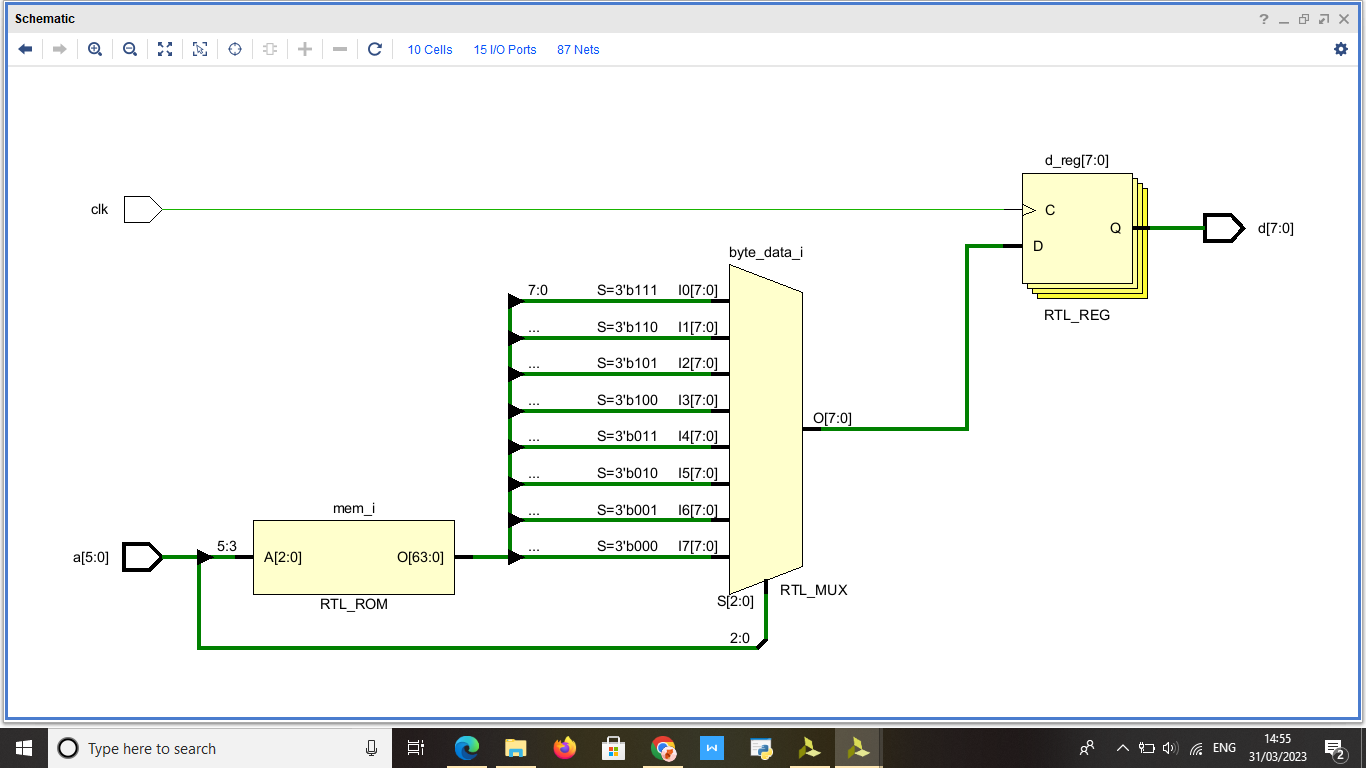 Schematic
?
10 Cells 15 I/O Ports 87 Nets
d_reg[7:0]
clk
C
Q
d[7:0]
D
RTL_REG
byte_data_i
7:0 S=3'b111 I0[7:0]
... S=3'b110 I1[7:0]
... S=3'b101 I2[7:0]
... S=3'b100 I3[7:0]
... S=3'b011 I4[7:0]
... S=3'b010 I5[7:0]
... S=3'b001 I6[7:0]
... S=3'b000 I7[7:0]
O[7:0]
S[2:0]
RTL_MUX
2:0
mem_i
a[5:0]
5:3
A[2:0] O[63:0]
RTL_ROM
Type here to search
W
ENG
14:55
31/03/2023
2